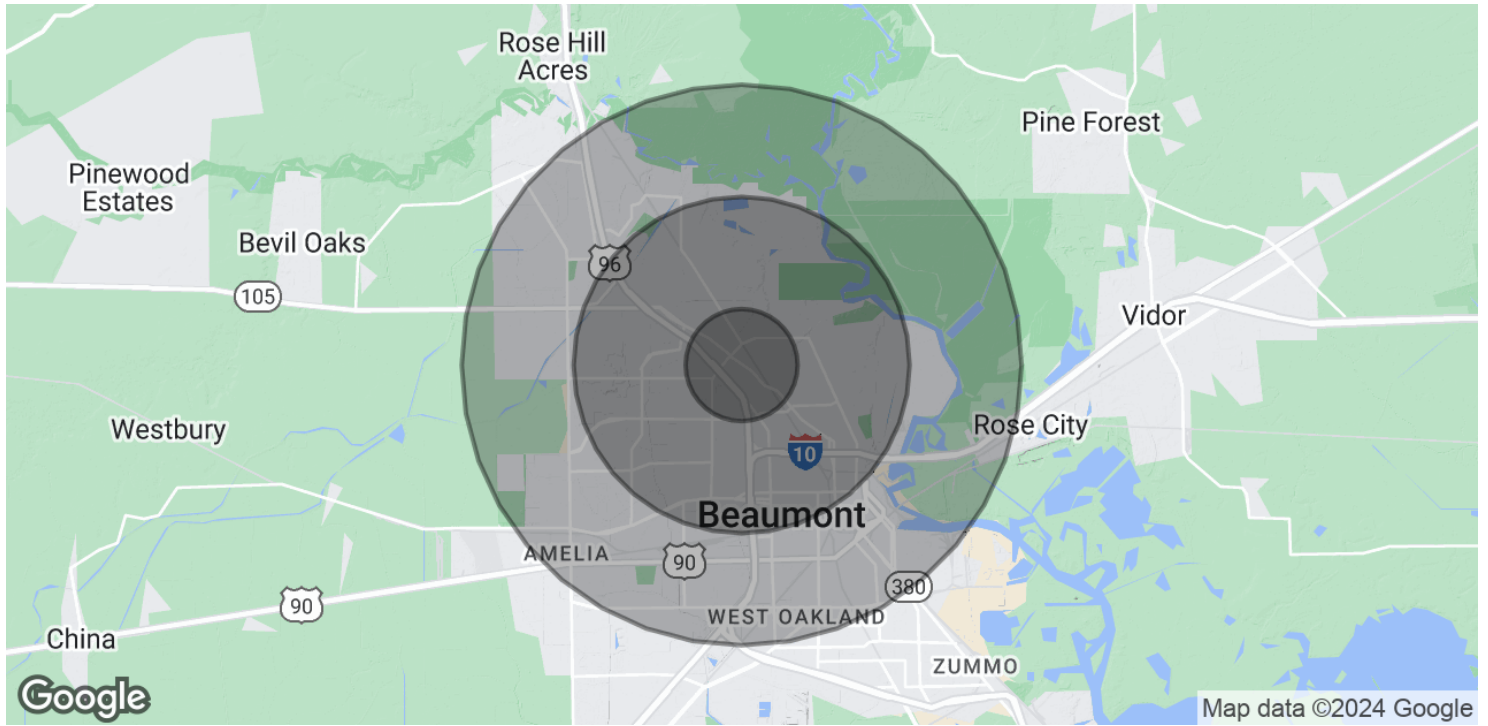 Rose Hill
Acres
Pine Forest
Pinewood
Estates
Bevil Oaks
96
105
Vidor
Westbury
Rose City
10
Beaumont
AMELIA
90
380
90
WEST OAKLAND
China
ZUMMO
Google
Map data ©2024 Google